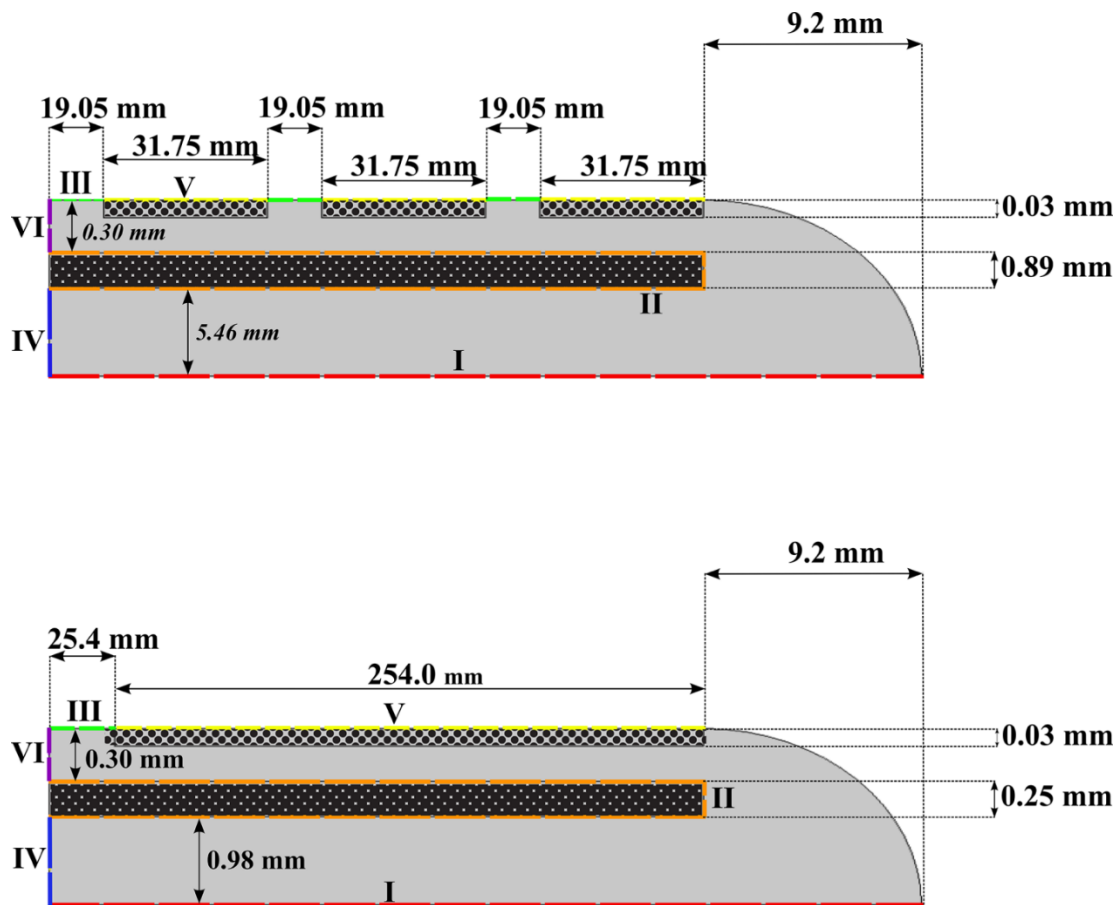 9.2 mm
19.05 mm 19.05 mm 19.05 mm
31.75 mm 31.75 mm 31.75 mm
III V
VI 0.30 mm 0.03 mm
0.89 mm
II
IV 5.46 mm
I
9.2 mm
25.4 mm
254.0 mm
III V
VI 0.30 mm 0.03 mm
II 0.25 mm
IV 0.98 mm
I